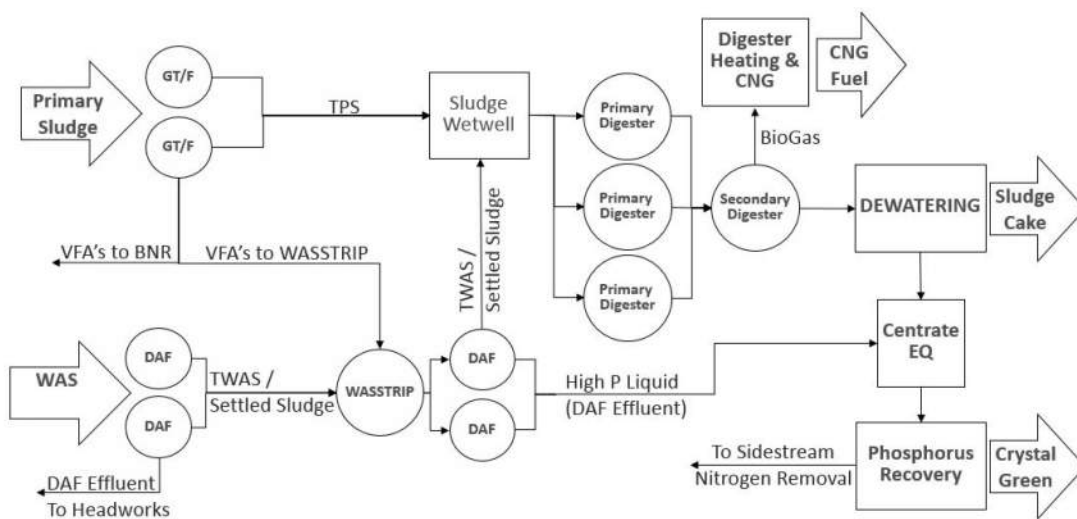 Primary
Sludge
GT/F
GT/F
TPS
Sludge
Wetwell
Primary
Digester
Primary
Digester
Primary
Digester
Digester
Heating &
CNG
CNG
Fuel
BioGas
Secondary
Digester
DEWATERING
Sludge
Cake
VFA's to BNR
VFA's to WASSTRIP
TWAS /
Settled Sludge
WAS
DAF
DAF
TWAS /
Settled Sludge
WASSTRIP
DAF
DAF
High P Liquid
(DAF Effluent)
Centrate
EQ
DAF Effluent
To Headworks
To Sidestream
Nitrogen Removal
Phosphorus
Recovery
Crystal
Green